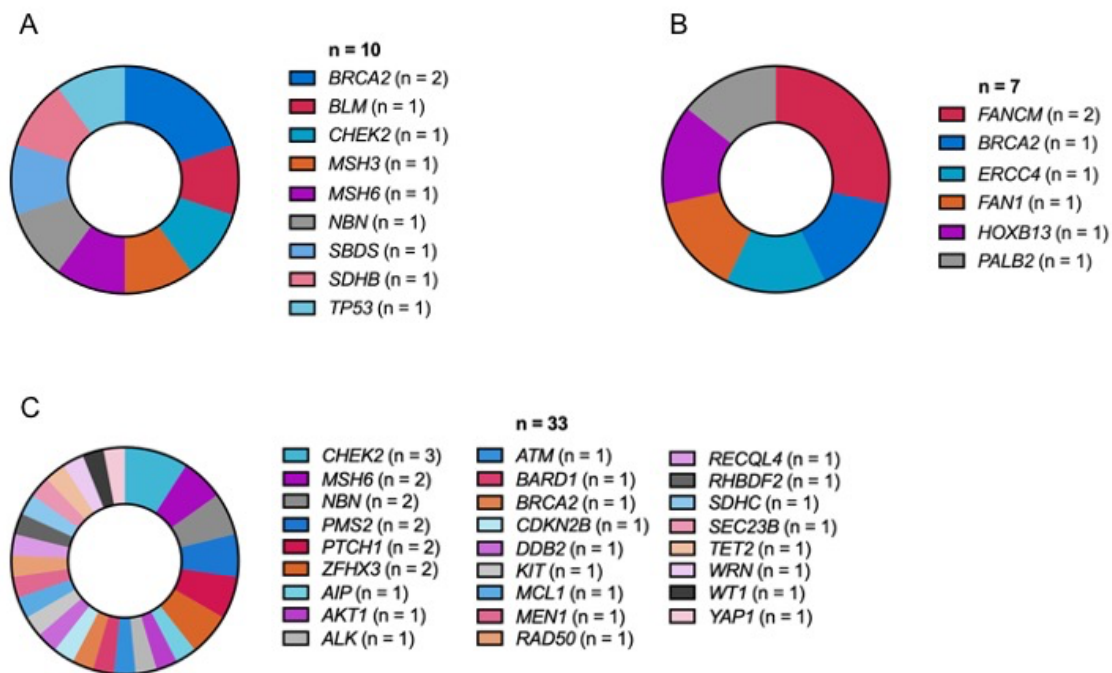 A
n = 10
BRCA2 (n = 2)
BLM (n = 1)
CHEK2 (n = 1)
MSH3 (n = 1)
MSH6 (n = 1)
NBN (n = 1)
SBDS (n = 1)
SDHB (n = 1)
TP53 (n = 1)
B
n = 7
FANCM (n = 2)
BRCA2 (n = 1)
ERCC4 (n = 1)
FAN1 (n = 1)
HOXB13 (n = 1)
PALB2 (n = 1)
C
n = 33
CHEK2 (n = 3)
MSH6 (n = 2)
NBN (n = 2)
PMS2 (n = 2)
PTCH1 (n = 2)
ZFHX3 (n = 2)
AIP (n = 1)
AKT1 (n = 1)
ALK (n = 1)
ATM (n = 1)
BARD1 (n = 1)
BRCA2 (n = 1)
CDKN2B (n = 1)
DDB2 (n = 1)
KIT (n = 1)
MCL1 (n = 1)
MEN1 (n = 1)
RAD50 (n = 1)
RECQL4 (n = 1)
RHBDF2 (n = 1)
SDHC (n = 1)
SEC23B (n = 1)
TET2 (n = 1)
WRN (n = 1)
WT1 (n = 1)
YAP1 (n = 1)